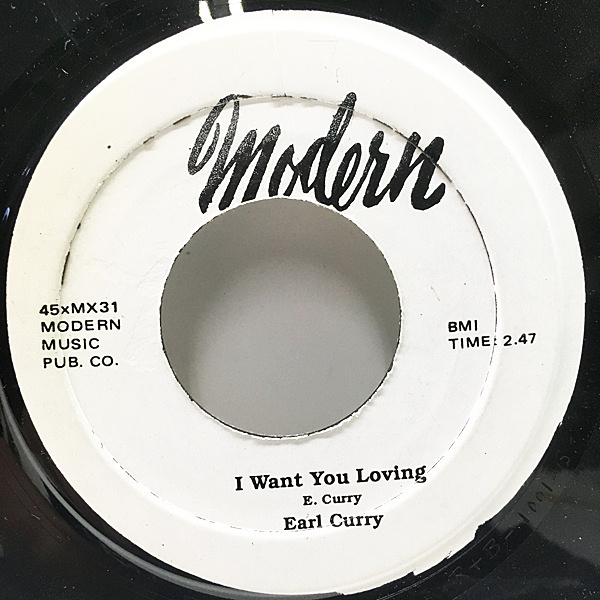 Modern
45xMX31
MODERN
MUSIC
PUB. CO.
BMI
TIME: 2.47
I Want You Loving
E. Curry
Earl Curry